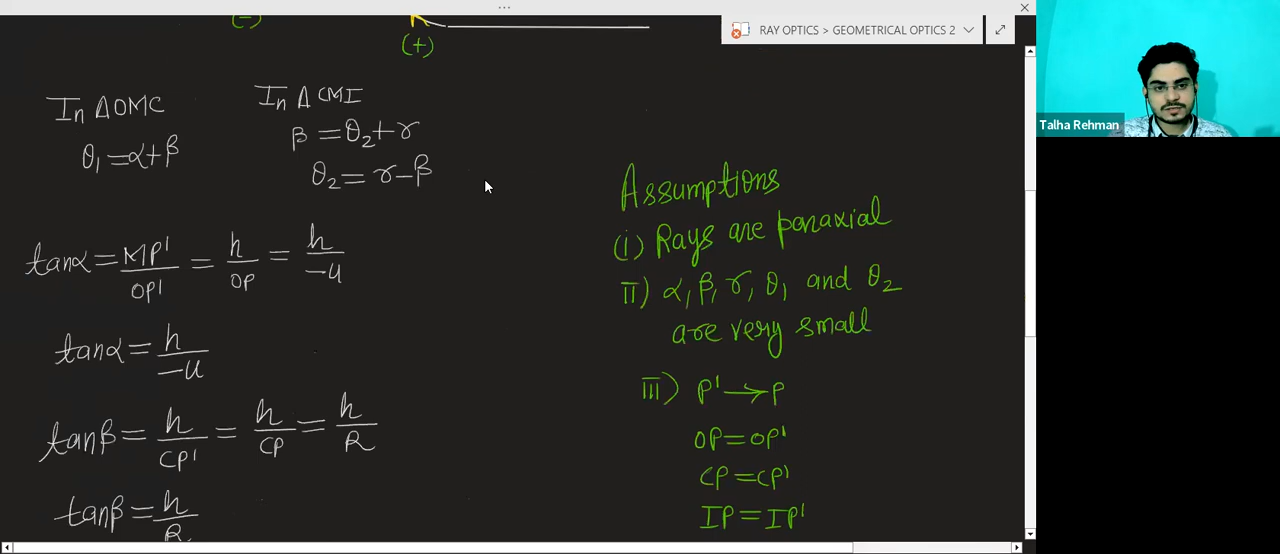 (-)
(+)
RAY OPTICS > GEOMETRICAL OPTICS 2
Talha Rehman
In ΔOMC
θ₁ = α+β
In ΔCMI
β = θ₂+r
θ₂ = r-β
tanα = MP'/OP' = h/OP = h/-u
tanα = h/-u
tanβ = h/CP' = h/CP = h/R
tanβ = h/R
Assumptions
(i) Rays are paraxial
II) α, β, r, θ₁ and θ₂
are very small
III) P' → P
OP = OP'
CP = CP'
IP = IP'